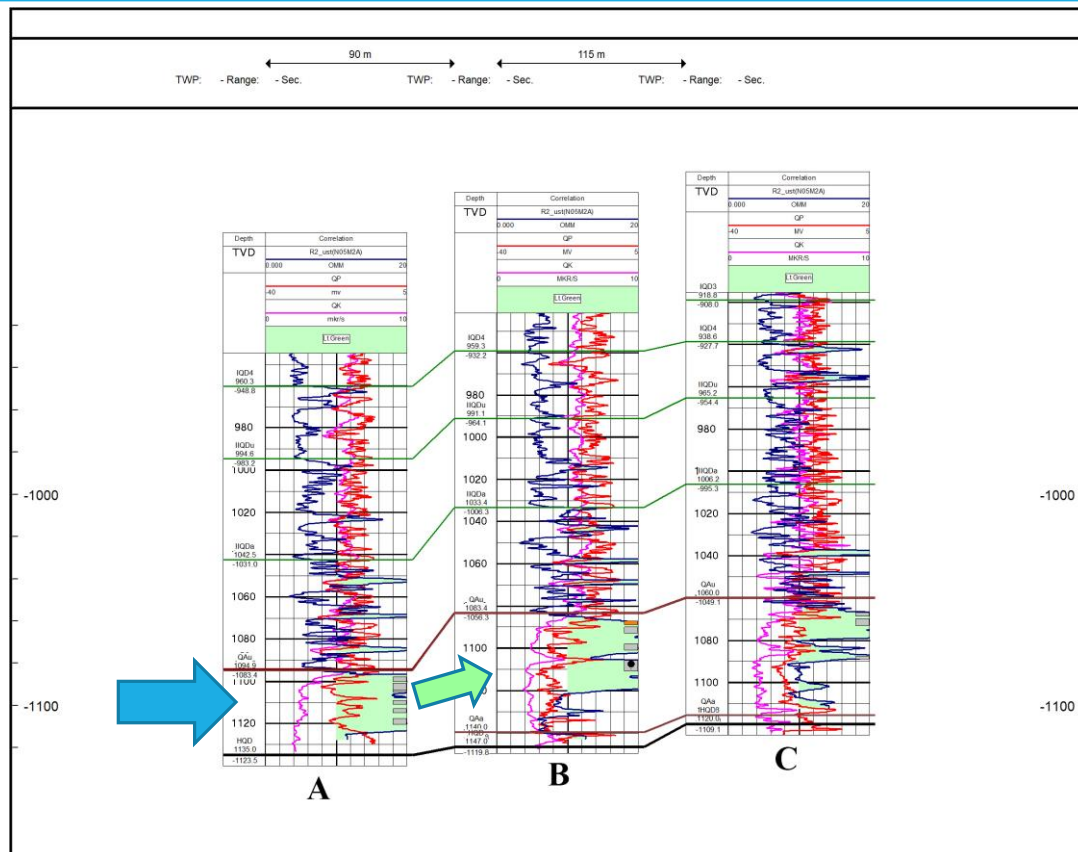 90 m
115 m
TWP: - Range: - Sec.
TWP: - Range: - Sec.
TWP: - Range: - Sec.
-1000
-1100
-1000
-1100
Depth Correlation
TVD R2_ust(N05M2A)
0.000 OMM 20
QP
-40 mv 5
QK
0 mkr/s 10
Lt.Green
IQD4
960.3
-948.8
980
IIQDu
994.6
-983.2
1000
1020
1042.5
-1031.0
1060
1080
QAu
1094.9
-1083.4
1100
1120
HQD
1135.0
-1123.5
A
Depth Correlation
TVD R2_ust(N05M2A)
0.000 OMM 20
QP
-40 MV 5
QK
0 MKR/S 10
Lt.Green
IQD4
959.3
-932.2
980
IIQDu
991.1
-964.1
1000
1020
1033.4
-1006.3
1040
1060
QAu
1083.4
-1056.3
1100
QAa
1140.0
1147.0
-1119.8
B
Depth Correlation
TVD R2_ust(N05M2A)
0.000 OMM 20
QP
-40 MV 5
QK
0 MKR/S 10
Lt.Green
IQD3
918.8
-908.0
IQD4
938.6
-927.7
IIQDu
965.2
-954.4
980
1006.2
-995.3
1020
1040
QAu
1060.0
-1049.1
1080
1100
QAa
1120.0
-1109.1
C